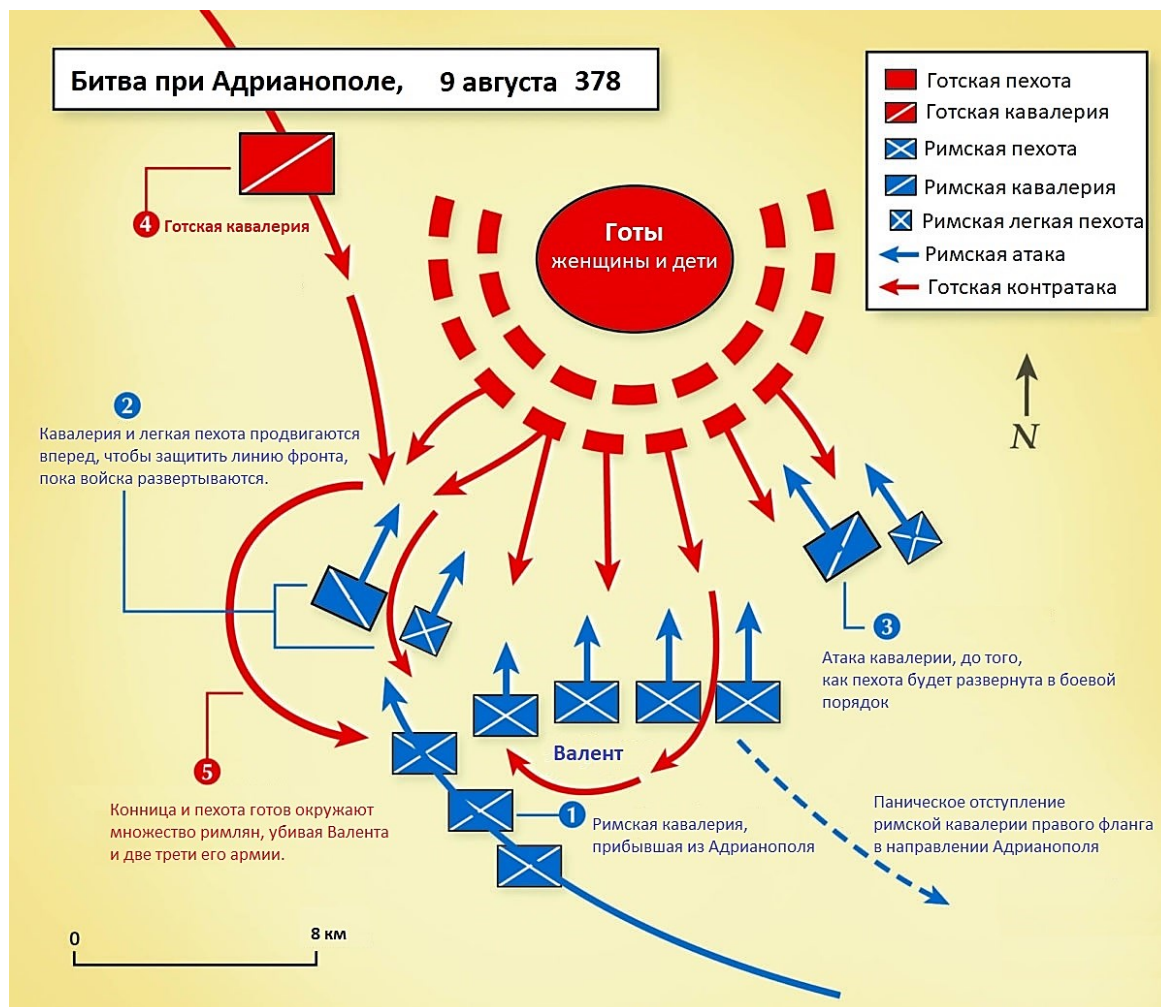 Битва при Адрианополе, 9 августа 378
Готская пехота
Готская кавалерия
Римская пехота
Римская кавалерия
Римская легкая пехота
Римская атака
Готская контратака
4 Готская кавалерия
Готы
женщины и дети
N
2
Кавалерия и легкая пехота продвигаются
вперед, чтобы защитить линию фронта,
пока войска развертываются.
3
Атака кавалерии, до того,
как пехота будет развернута в боевой
порядок
Валент
5
Конница и пехота готов окружают
множество римлян, убивая Валента
и две трети его армии.
1
Римская кавалерия,
прибывшая из Адрианополя
Паническое отступление
римской кавалерии правого фланга
в направлении Адрианополя
0 8 км